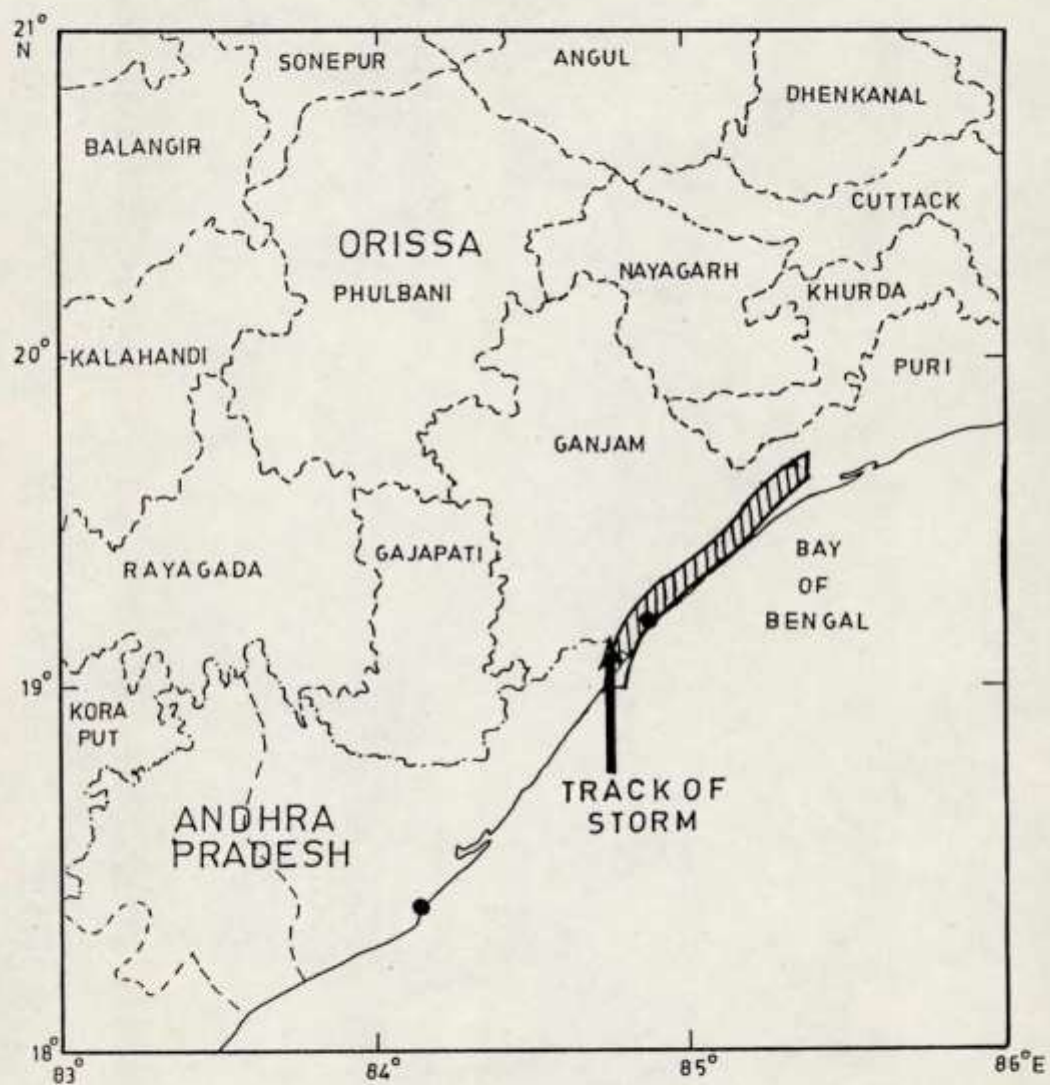 21°
N
SONEPUR
ANGUL
DHENKANAL
BALANGIR
CUTTACK
ORISSA
NAYAGARH
PHULBANI
KHURDA
20°
KALAHANDI
PURI
GANJAM
BAY
OF
BENGAL
GAJAPATI
RAYAGADA
19°
KORA
PUT
?
TRACK OF
STORM
ANDHRA
PRADESH
18°
83°
84°
85°
86°E